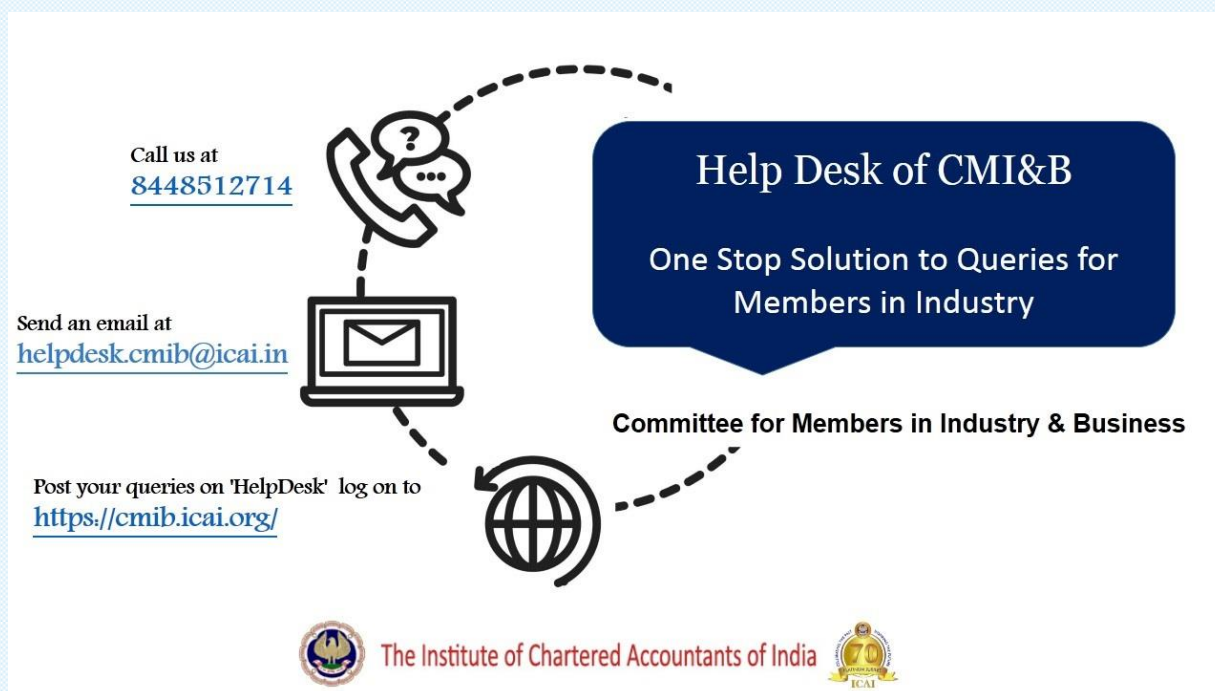 Call us at
8448512714
?
Help Desk of CMI&B
One Stop Solution to Queries for
Members in Industry
Send an email at
helpdesk.cmib@icai.in
Committee for Members in Industry & Business
Post your queries on 'HelpDesk' log on to
https://cmib.icai.org/
The Institute of Chartered Accountants of India
70
ICAI